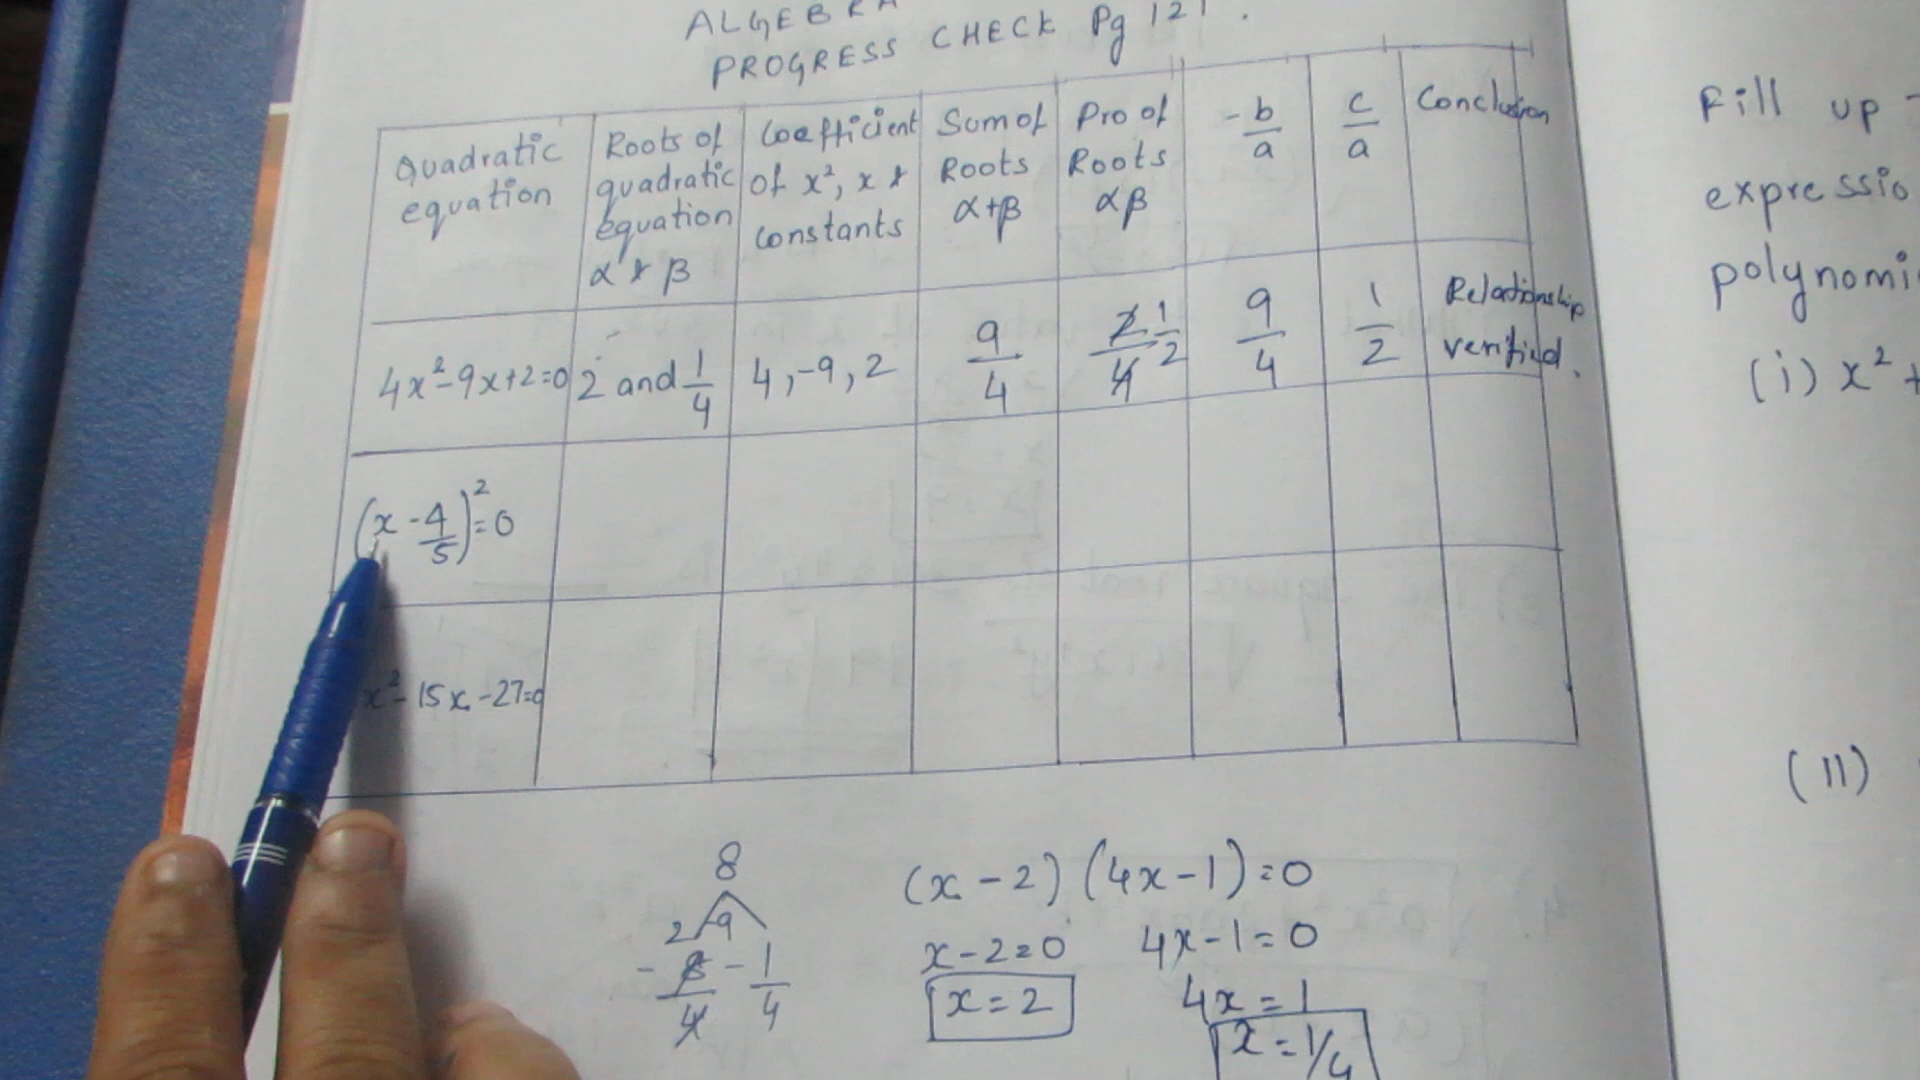 ALGEBRA
PROGRESS CHECK Pg 121.
Quadratic equation | Roots of quadratic equation α & β | Coefficient of x², x & constants | Sum of Roots α+β | Pro of Roots αβ | -b/a | c/a | Conclusion
4x²-9x+2=0 | 2 and 1/4 | 4, -9, 2 | 9/4 | 2/4 1/2 | 9/4 | 1/2 | Relationship verified.
(x - 4/5)² = 0
x² - 15x - 27 = 0
8
-9
2
-8/4 -1/4
(x-2) (4x-1) = 0
x-2=0 4x-1=0
x=2 4x=1
x=1/4
Fill up
polynomi
(i) x² +
(II)